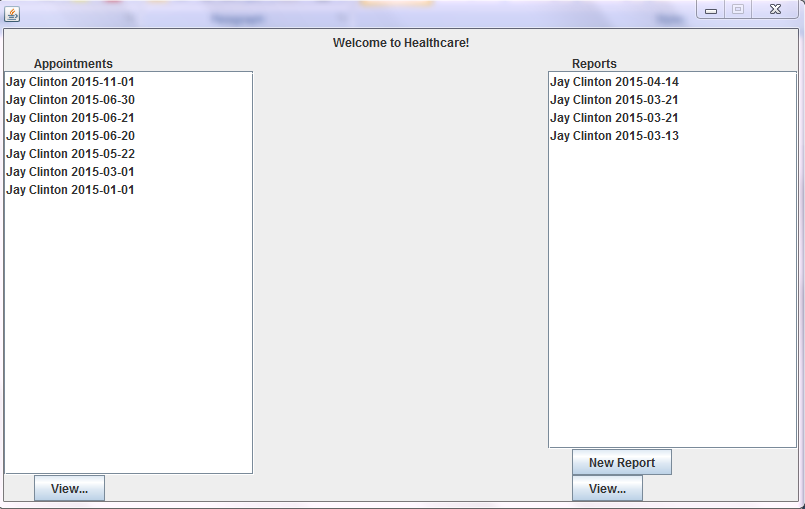 Welcome to Healthcare!
Appointments
Jay Clinton 2015-11-01
Jay Clinton 2015-06-30
Jay Clinton 2015-06-21
Jay Clinton 2015-06-20
Jay Clinton 2015-05-22
Jay Clinton 2015-03-01
Jay Clinton 2015-01-01
View...
Reports
Jay Clinton 2015-04-14
Jay Clinton 2015-03-21
Jay Clinton 2015-03-21
Jay Clinton 2015-03-13
New Report
View...